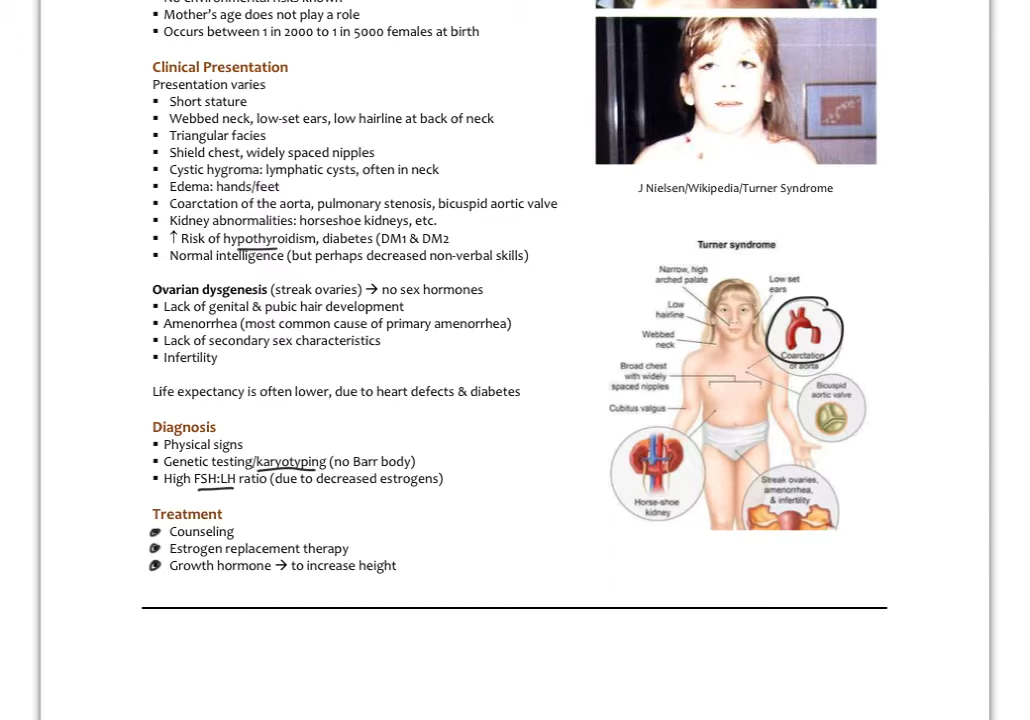 ▪ Mother's age does not play a role
▪ Occurs between 1 in 2000 to 1 in 5000 females at birth
Clinical Presentation
Presentation varies
▪ Short stature
▪ Webbed neck, low-set ears, low hairline at back of neck
▪ Triangular facies
▪ Shield chest, widely spaced nipples
▪ Cystic hygroma: lymphatic cysts, often in neck
▪ Edema: hands/feet
▪ Coarctation of the aorta, pulmonary stenosis, bicuspid aortic valve
▪ Kidney abnormalities: horseshoe kidneys, etc.
▪ ↑ Risk of hypothyroidism, diabetes (DM1 & DM2
▪ Normal intelligence (but perhaps decreased non-verbal skills)
Ovarian dysgenesis (streak ovaries) → no sex hormones
▪ Lack of genital & pubic hair development
▪ Amenorrhea (most common cause of primary amenorrhea)
▪ Lack of secondary sex characteristics
▪ Infertility
Life expectancy is often lower, due to heart defects & diabetes
Diagnosis
▪ Physical signs
▪ Genetic testing/karyotyping (no Barr body)
▪ High FSH:LH ratio (due to decreased estrogens)
Treatment
▪ Counseling
▪ Estrogen replacement therapy
▪ Growth hormone → to increase height
J Nielsen/Wikipedia/Turner Syndrome
Turner syndrome
Narrow, high
arched palate
Low set
ears
Low
hairline
Webbed
neck
Coarctation
of aorta
Broad chest
with widely
spaced nipples
Bicuspid
aortic valve
Cubitus valgus
Horse-shoe
kidney
Streak ovaries,
amenorrhea,
& infertility